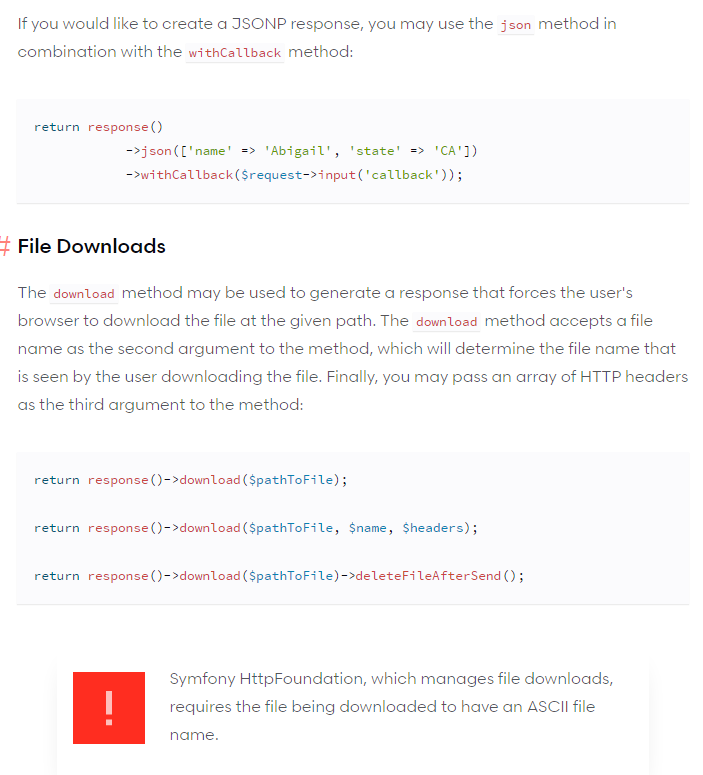 If you would like to create a JSONP response, you may use the json method in
combination with the withCallback method:
return response()
->json(['name' => 'Abigail', 'state' => 'CA'])
->withCallback($request->input('callback'));
# File Downloads
The download method may be used to generate a response that forces the user's
browser to download the file at the given path. The download method accepts a file
name as the second argument to the method, which will determine the file name that
is seen by the user downloading the file. Finally, you may pass an array of HTTP headers
as the third argument to the method:
return response()->download($pathToFile);
return response()->download($pathToFile, $name, $headers);
return response()->download($pathToFile)->deleteFileAfterSend();
!
Symfony HttpFoundation, which manages file downloads,
requires the file being downloaded to have an ASCII file
name.